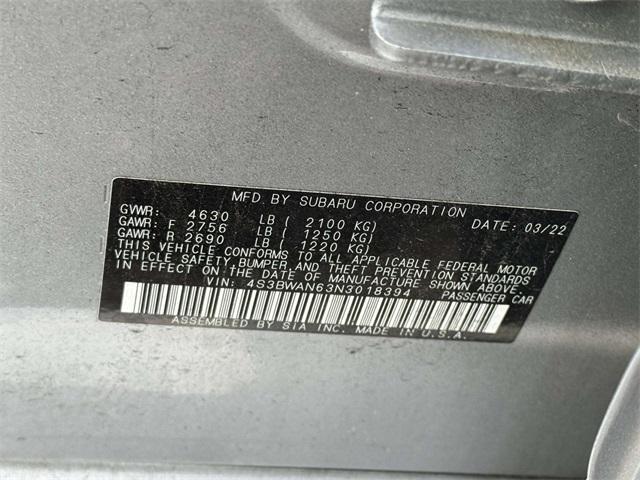 MFD.BY SUBARU CORPORATION
GVWR: 4630 LB ( 2100 KG) DATE: 03/22
GAWR: F 2756 LB ( 1250 KG)
GAWR: R 2690 LB ( 1220 KG)
THIS VEHICLE CONFORMS TO ALL APPLICABLE FEDERAL MOTOR
VEHICLE SAFETY, BUMPER AND THEFT PREVENTION STANDARDS
IN EFFECT ON THE DATE OF MANUFACTURE SHOWN ABOVE.
VIN: 4S3BWAN63N3018394 PASSENGER CAR
ASSEMBLED BY SIA INC. MADE IN U.S.A.